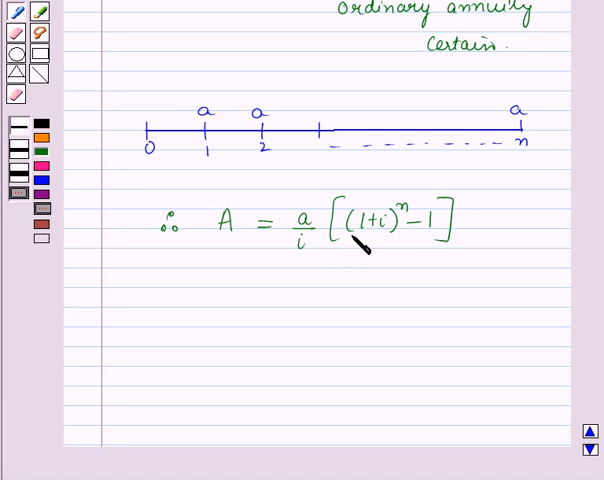 ordinary annuity
Certain.
a a a
0 1 2 n
∴ A = a/i [(1+i)^n - 1]